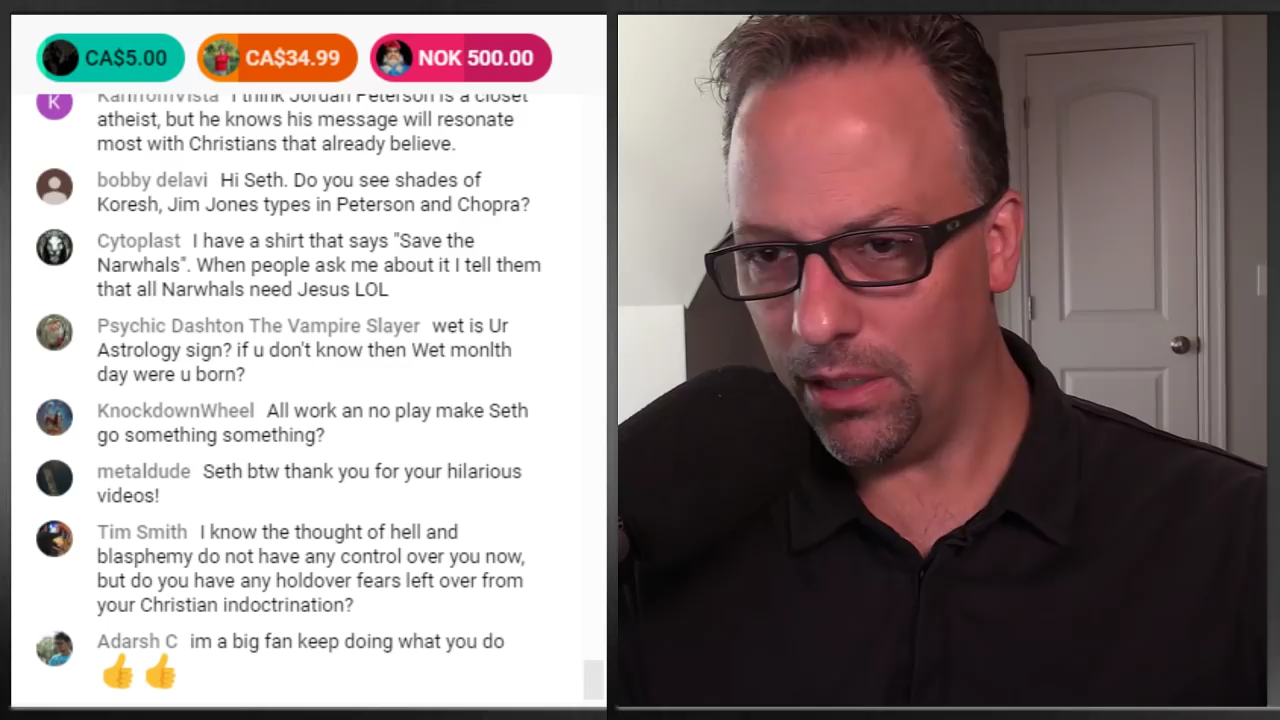 CA$5.00 CA$34.99 NOK 500.00
K I think Jordan Peterson is a closet
atheist, but he knows his message will resonate
most with Christians that already believe.
bobby delavi Hi Seth. Do you see shades of
Koresh, Jim Jones types in Peterson and Chopra?
Cytoplast I have a shirt that says "Save the
Narwhals". When people ask me about it I tell them
that all Narwhals need Jesus LOL
Psychic Dashton The Vampire Slayer wet is Ur
Astrology sign? if u don't know then Wet monlth
day were u born?
KnockdownWheel All work an no play make Seth
go something something?
metaldude Seth btw thank you for your hilarious
videos!
Tim Smith I know the thought of hell and
blasphemy do not have any control over you now,
but do you have any holdover fears left over from
your Christian indoctrination?
Adarsh C im a big fan keep doing what you do
👍 👍